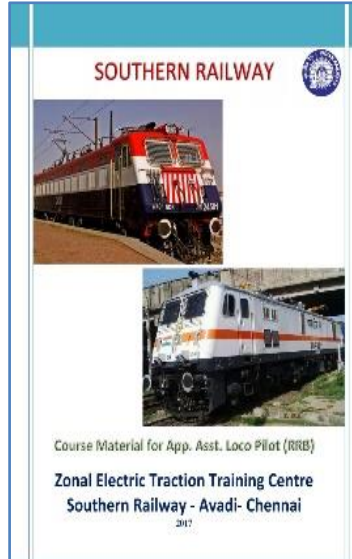 SOUTHERN RAILWAY
Course Material for App. Asst. Loco Pilot (RRB)
Zonal Electric Traction Training Centre
Southern Railway - Avadi- Chennai
2017